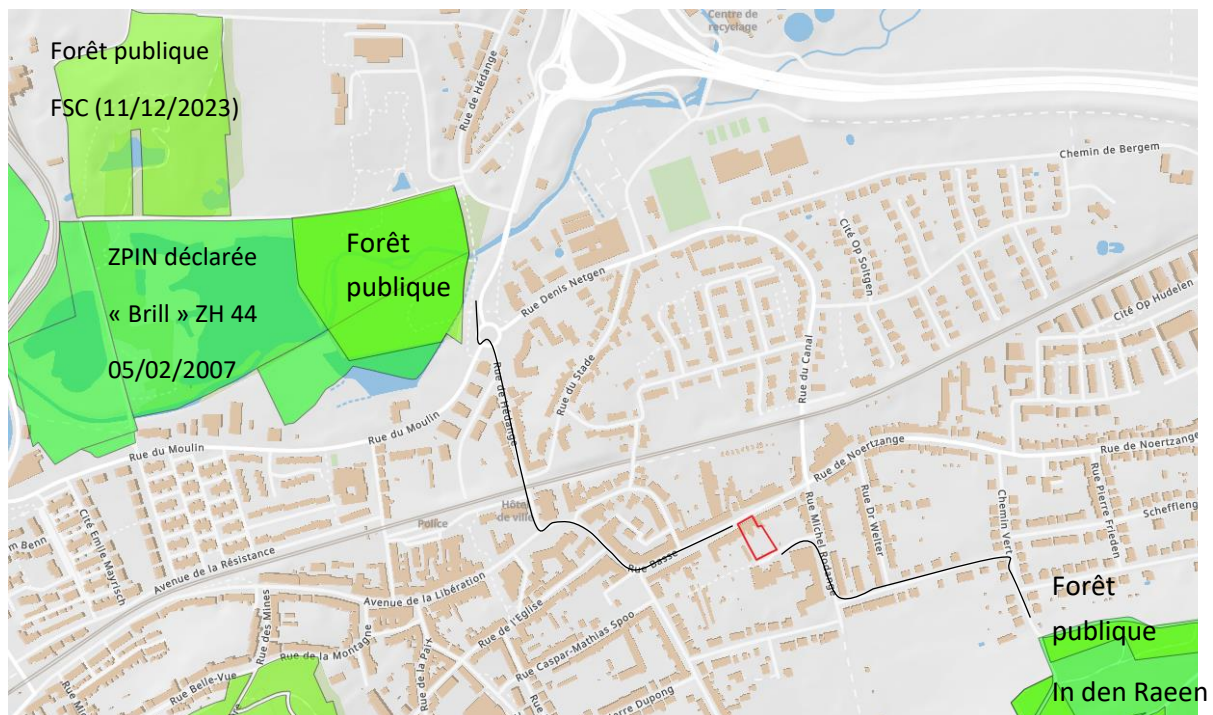 Centre de
recyclage
Forêt publique
FSC (11/12/2023)
Rue de Hédange
Chemin de Bergem
ZPIN déclarée
« Brill » ZH 44
05/02/2007
Forêt
publique
Rue Denis Netgen
Cité Op Soltgen
Cité Op Hudelen
Rue du Stade
Rue du Canal
Rue de Hédange
Rue du Moulin
Rue du Moulin
Rue de Noertzange
Rue de Noertzange
Hôtel
de ville
Police
Cité Emile Mayrisch
m Benn
Avenue de la Résistance
Rue Michel Rodange
Rue Dr Welter
Chemin Vert
Rue Pierre Frieden
Scheffleng
Rue Basse
Avenue de la Libération
Rue de l'Eglise
Rue Caspar-Mathias Spoo
Rue des Mines
Rue de la Montagne
Rue Belle-Vue
Rue de la Paix
ierre Dupong
Forêt
publique
In den Raeen